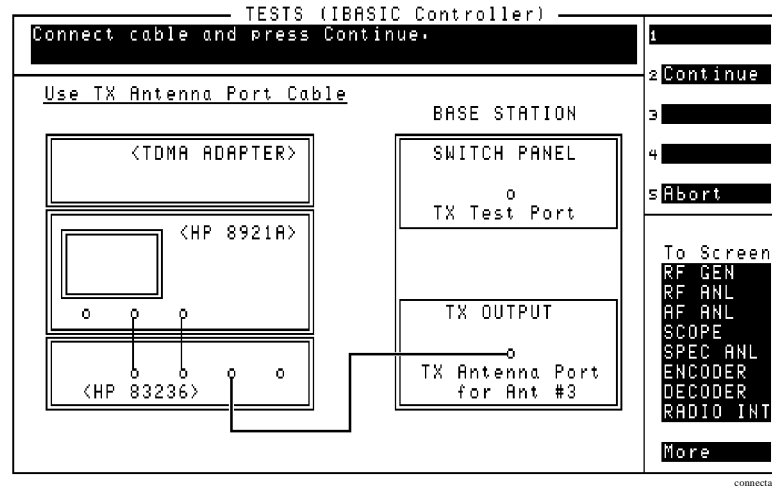 TESTS (IBASIC Controller)
Connect cable and press Continue.
Use TX Antenna Port Cable
<TDMA ADAPTER>
<HP 8921A>
<HP 83236>
BASE STATION
SWITCH PANEL
TX Test Port
TX OUTPUT
TX Antenna Port
for Ant #3
1
2 Continue
3
4
5 Abort
To Screen
RF GEN
RF ANL
AF ANL
SCOPE
SPEC ANL
ENCODER
DECODER
RADIO INT
More
connecta